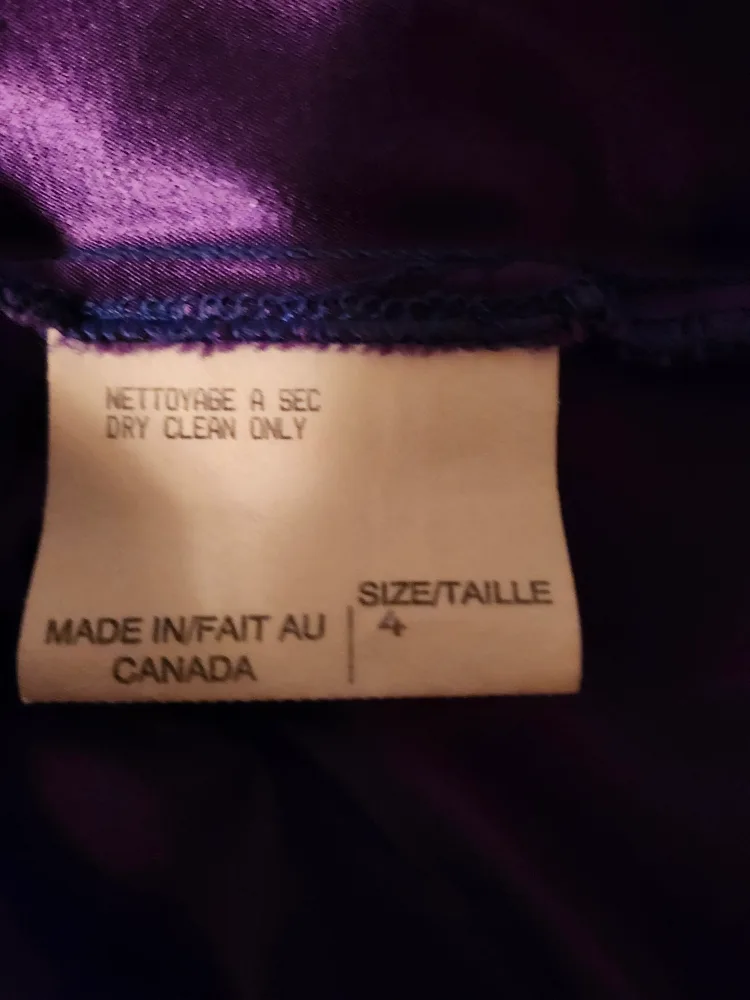 NETTOYAGE A SEC
DRY CLEAN ONLY
SIZE/TAILLE
4
MADE IN/FAIT AU
CANADA